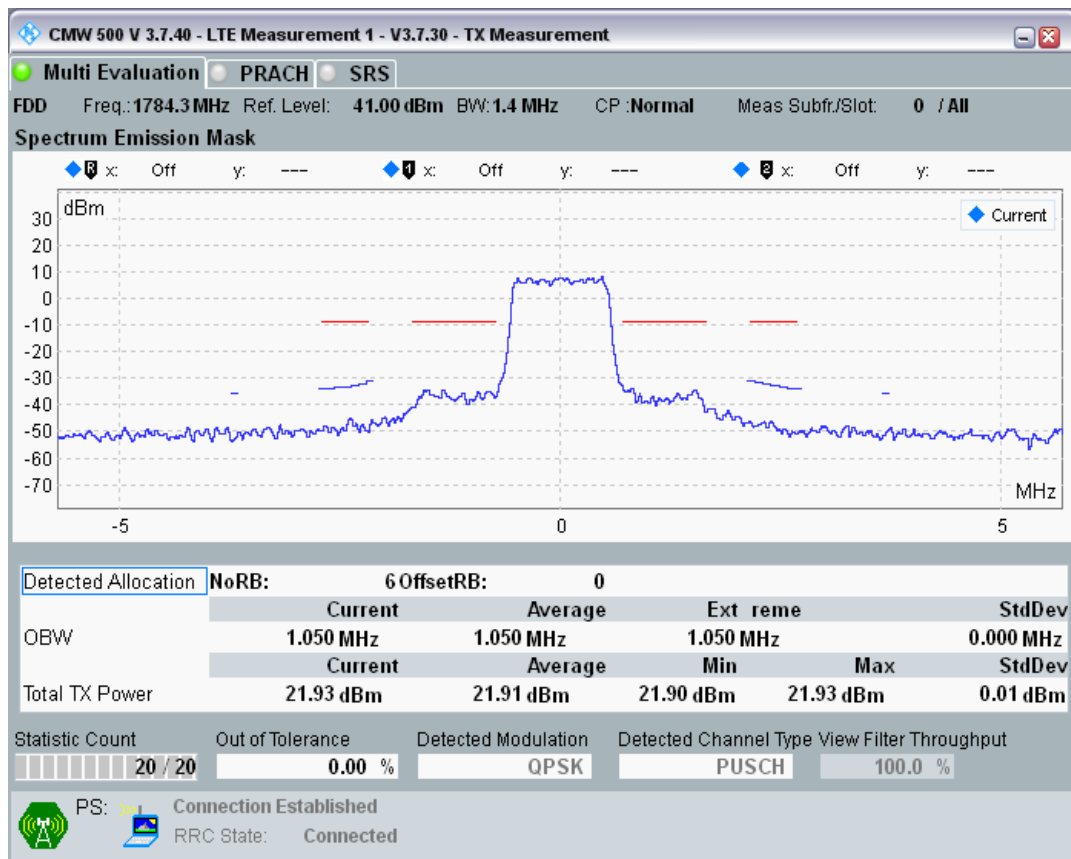 CMW 500 V 3.7.40 - LTE Measurement 1 - V3.7.30 - TX Measurement
Multi Evaluation PRACH SRS
FDD Freq.:1784.3MHz Ref. Level: 41.00 dBm BW:1.4 MHz CP :Normal Meas Subfr./Slot: 0 / All
Spectrum Emission Mask
R x: Off y: --- 1 x: Off y: --- 2 x: Off y: ---
dBm
Current
30
20
10
0
-10
-20
-30
-40
-50
-60
-70
MHz
-5 0 5
Detected Allocation NoRB: 6 OffsetRB: 0
Current Average Ext reme StdDev
OBW 1.050 MHz 1.050 MHz 1.050 MHz 0.000 MHz
Current Average Min Max StdDev
Total TX Power 21.93 dBm 21.91 dBm 21.90 dBm 21.93 dBm 0.01 dBm
Statistic Count Out of Tolerance Detected Modulation Detected Channel Type View Filter Throughput
20 / 20 0.00 % QPSK PUSCH 100.0 %
PS: Connection Established
RRC State: Connected